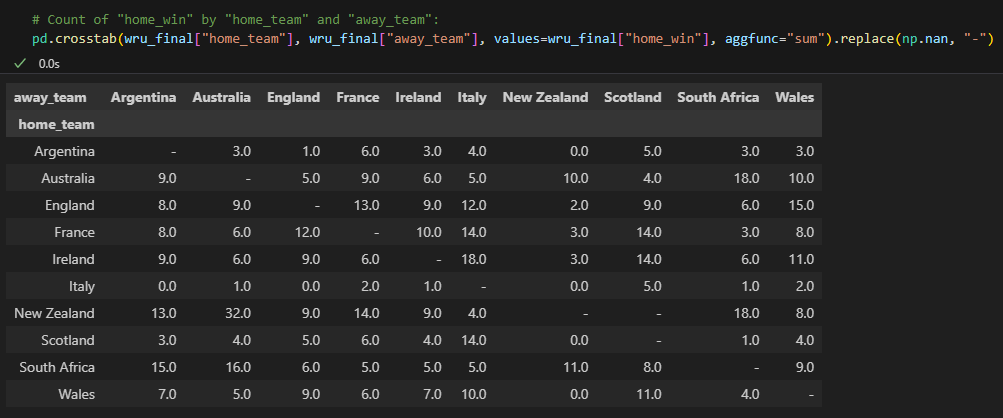 # Count of "home_win" by "home_team" and "away_team":
pd.crosstab(wru_final["home_team"], wru_final["away_team"], values=wru_final["home_win"], aggfunc="sum").replace(np.nan, "-")
✓ 0.0s
away_team Argentina Australia England France Ireland Italy New Zealand Scotland South Africa Wales
home_team
Argentina - 3.0 1.0 6.0 3.0 4.0 0.0 5.0 3.0 3.0
Australia 9.0 - 5.0 9.0 6.0 5.0 10.0 4.0 18.0 10.0
England 8.0 9.0 - 13.0 9.0 12.0 2.0 9.0 6.0 15.0
France 8.0 6.0 12.0 - 10.0 14.0 3.0 14.0 3.0 8.0
Ireland 9.0 6.0 9.0 6.0 - 18.0 3.0 14.0 6.0 11.0
Italy 0.0 1.0 0.0 2.0 1.0 - 0.0 5.0 1.0 2.0
New Zealand 13.0 32.0 9.0 14.0 9.0 4.0 - - 18.0 8.0
Scotland 3.0 4.0 5.0 6.0 4.0 14.0 0.0 - 1.0 4.0
South Africa 15.0 16.0 6.0 5.0 5.0 5.0 11.0 8.0 - 9.0
Wales 7.0 5.0 9.0 6.0 7.0 10.0 0.0 11.0 4.0 -